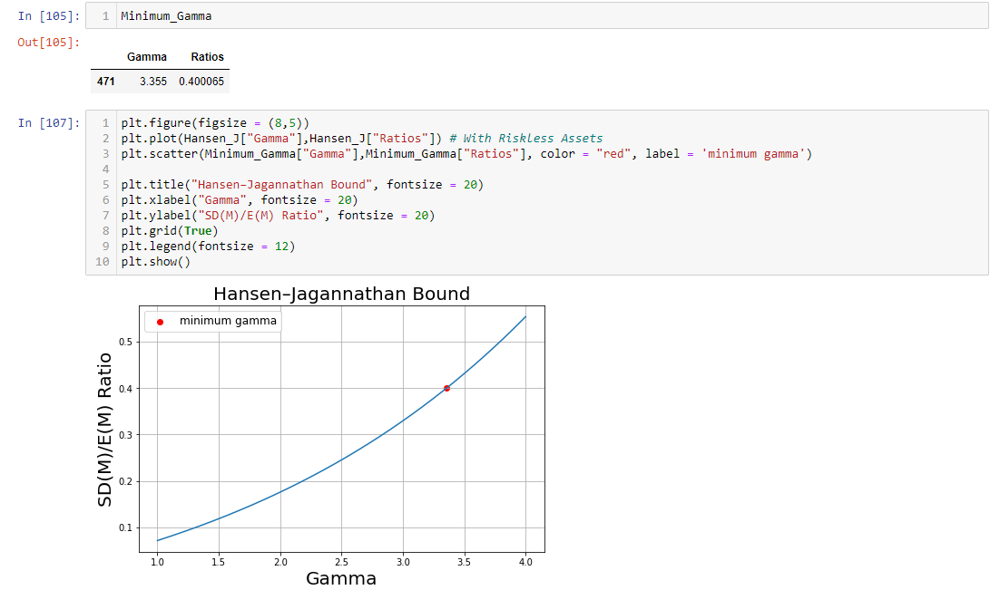 In [105]: 1 Minimum_Gamma
Out[105]:
Gamma Ratios
471 3.355 0.400065
In [107]: 1 plt.figure(figsize = (8,5))
2 plt.plot(Hansen_J["Gamma"],Hansen_J["Ratios"]) # With Riskless Assets
3 plt.scatter(Minimum_Gamma["Gamma"],Minimum_Gamma["Ratios"], color = "red", label = 'minimum gamma')
4
5 plt.title("Hansen–Jagannathan Bound", fontsize = 20)
6 plt.xlabel("Gamma", fontsize = 20)
7 plt.ylabel("SD(M)/E(M) Ratio", fontsize = 20)
8 plt.grid(True)
9 plt.legend(fontsize = 12)
10 plt.show()
Hansen–Jagannathan Bound
minimum gamma
SD(M)/E(M) Ratio
0.5
0.4
0.3
0.2
0.1
1.0 1.5 2.0 2.5 3.0 3.5 4.0
Gamma